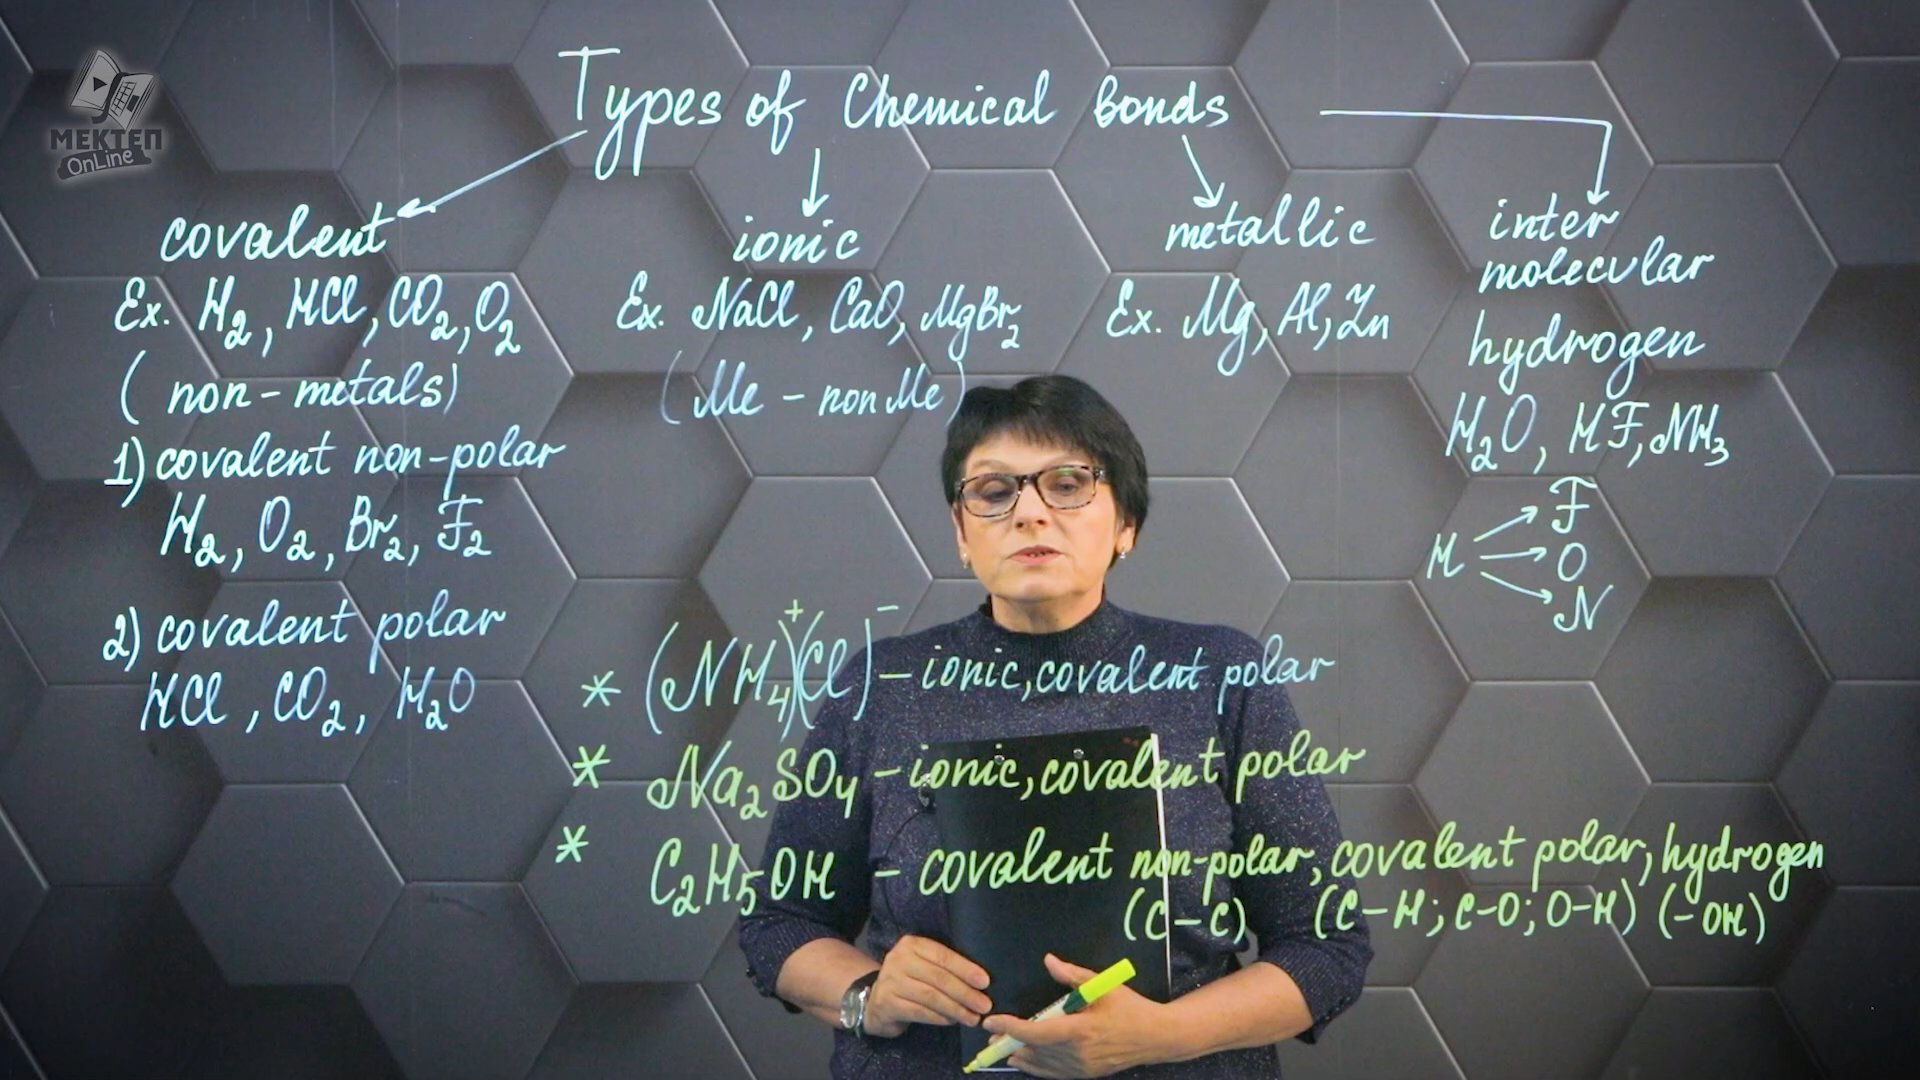 МЕКТЕП
OnLine
Types of Chemical bonds
covalent
Ex. H₂, HCl, CO₂, O₂
(non-metals)
1) covalent non-polar
H₂, O₂, Br₂, F₂
2) covalent polar
HCl, CO₂, H₂O
ionic
Ex. NaCl, CaO, MgBr₂
(Me - nonMe)
metallic
Ex. Mg, Al, Zn
inter
molecular
hydrogen
H₂O, HF, NH₃
F
H O
N
* (NH₄)⁺(Cl)⁻ - ionic, covalent polar
* Na₂SO₄ - ionic, covalent polar
* C₂H₅OH - covalent non-polar, covalent polar, hydrogen
(C-C) (C-H; C-O; O-H) (-OH)